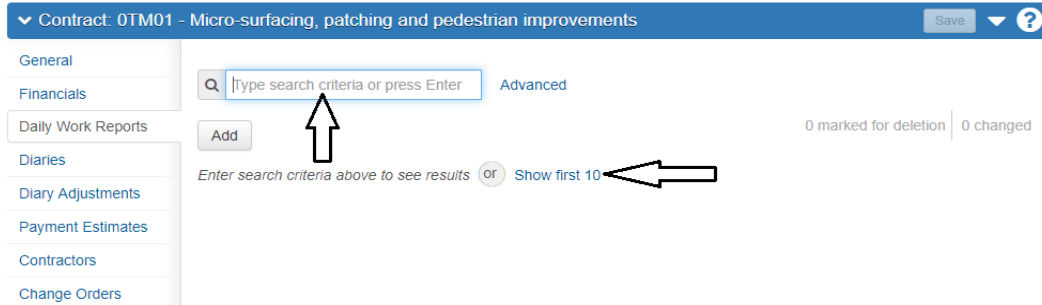 Contract: 0TM01 - Micro-surfacing, patching and pedestrian improvements
Save
?
General
Financials
Daily Work Reports
Diaries
Diary Adjustments
Payment Estimates
Contractors
Change Orders
Type search criteria or press Enter
Advanced
Add
0 marked for deletion 0 changed
Enter search criteria above to see results or Show first 10